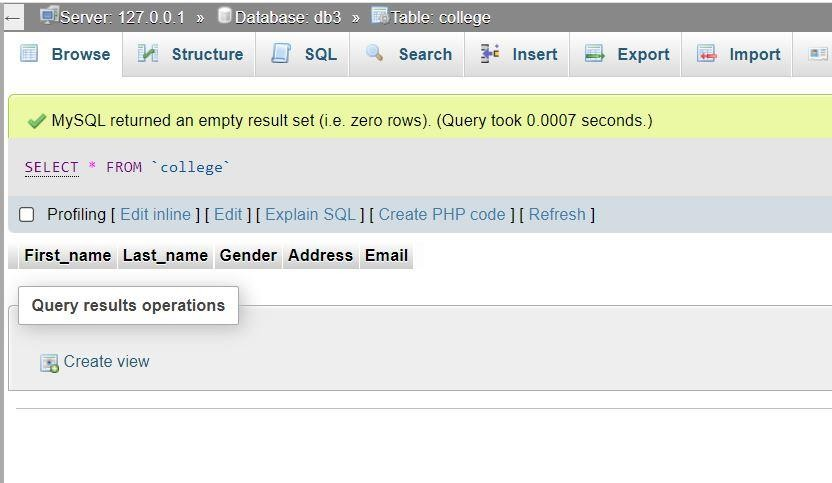 ← Server: 127.0.0.1 » Database: db3 » Table: college
Browse Structure SQL Search Insert Export Import
MySQL returned an empty result set (i.e. zero rows). (Query took 0.0007 seconds.)
SELECT * FROM `college`
Profiling [ Edit inline ] [ Edit ] [ Explain SQL ] [ Create PHP code ] [ Refresh ]
First_name Last_name Gender Address Email
Query results operations
Create view